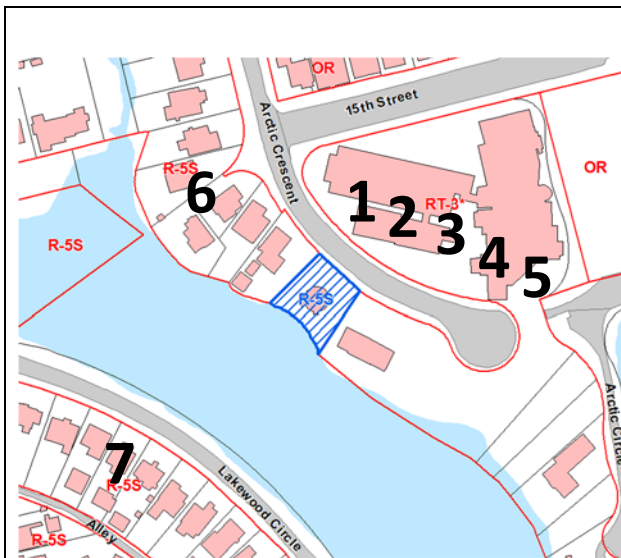 OR
15th Street
Arctic Crescent
R-5S
6
OR
1
2
RT-3*
3
4
5
R-5S
R-5S
Arctic Circle
7
R-5S
Lakewood Circle
Alley
R-5S